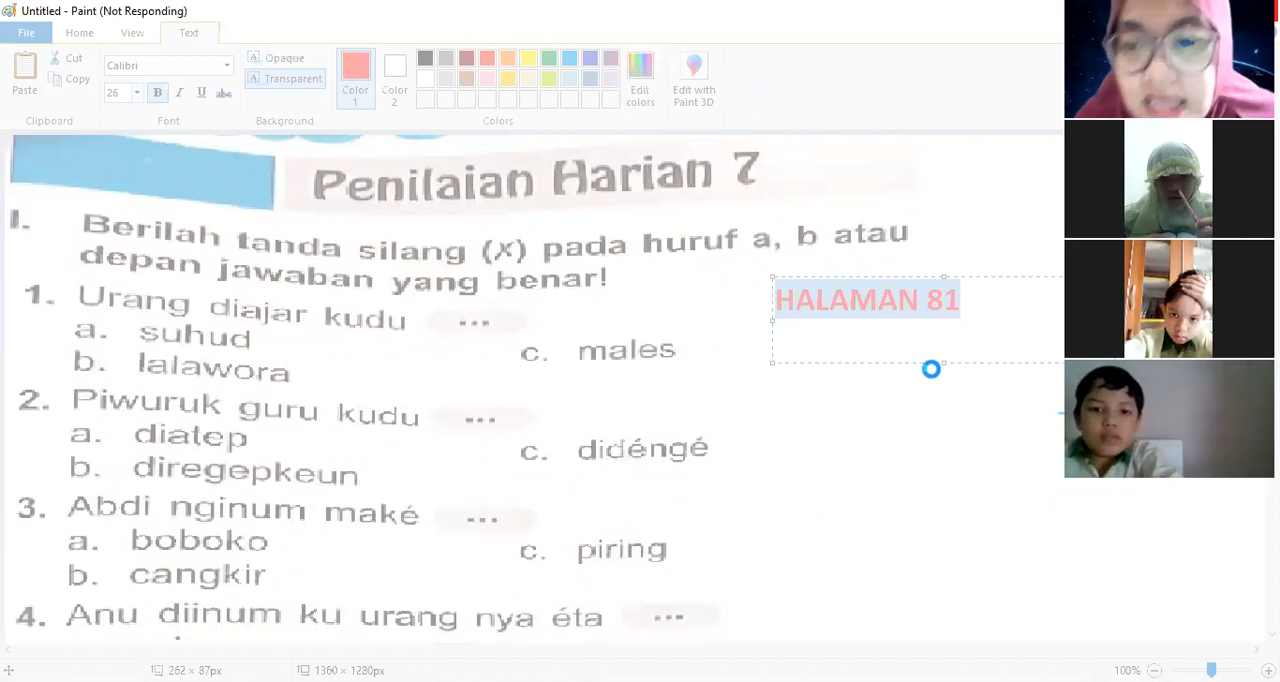 Untitled - Paint (Not Responding)
File Home View Text
Paste Cut Copy Clipboard
Calibri
26 B I U abc
Font
Opaque
Transparent
Background
Color 1 Color 2
Edit colors
Edit with Paint 3D
Colors
Penilaian Harian 7
I. Berilah tanda silang (X) pada huruf a, b atau
depan jawaban yang benar!
HALAMAN 81
1. Urang diajar kudu ...
a. suhud
b. lalawora
c. males
2. Piwuruk guru kudu ...
a. diatep
b. diregepkeun
c. didéngé
3. Abdi nginum maké ...
a. boboko
b. cangkir
c. piring
4. Anu diinum ku urang nya éta ...
262 × 87px 1360 × 1280px 100%